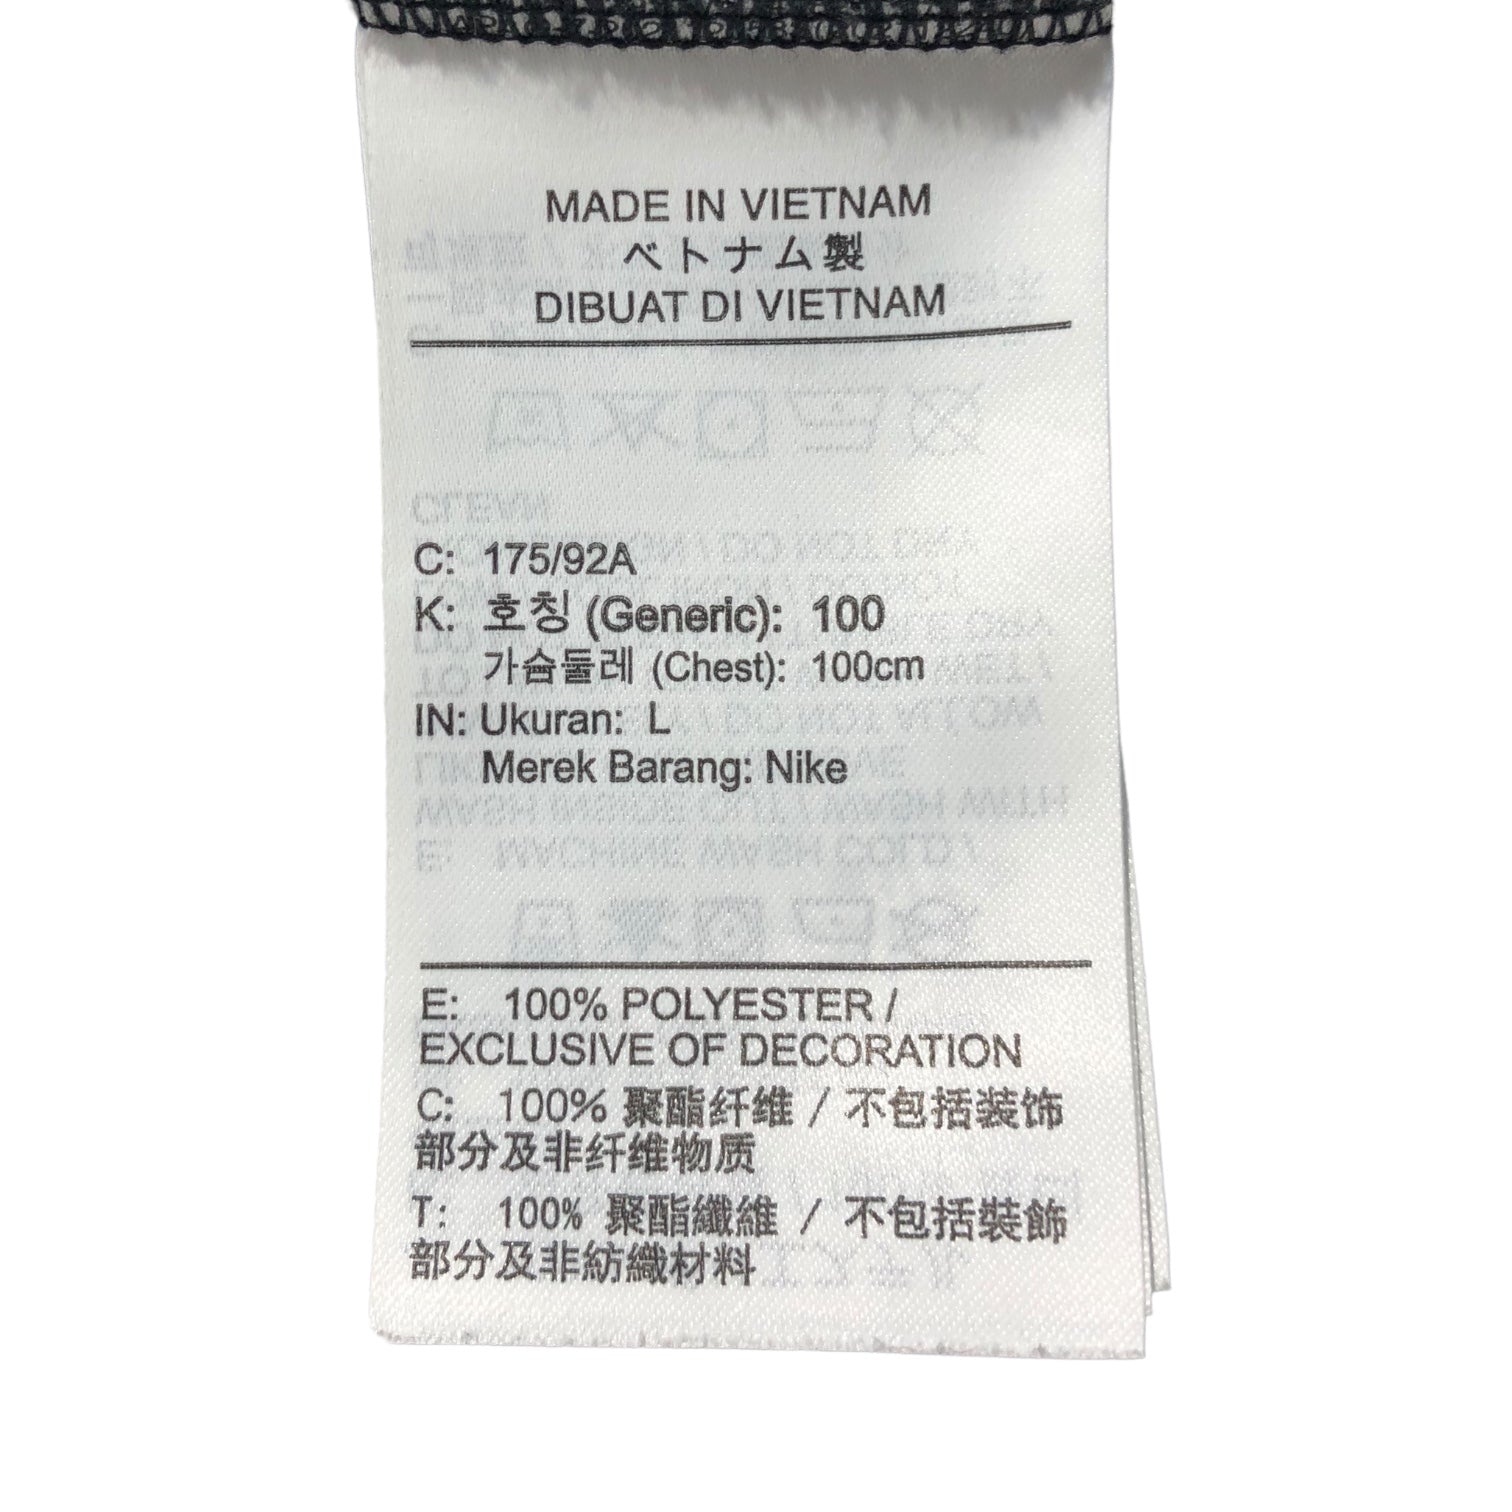 MADE IN VIETNAM
ベトナム製
DIBUAT DI VIETNAM
C: 175/92A
K: 호칭 (Generic): 100
가슴둘레 (Chest): 100cm
IN: Ukuran: L
Merek Barang: Nike
E: 100% POLYESTER /
EXCLUSIVE OF DECORATION
C: 100% 聚酯纤维 / 不包括装饰
部分及非纤维物质
T: 100% 聚酯纖維 / 不包括裝飾
部分及非紡織材料